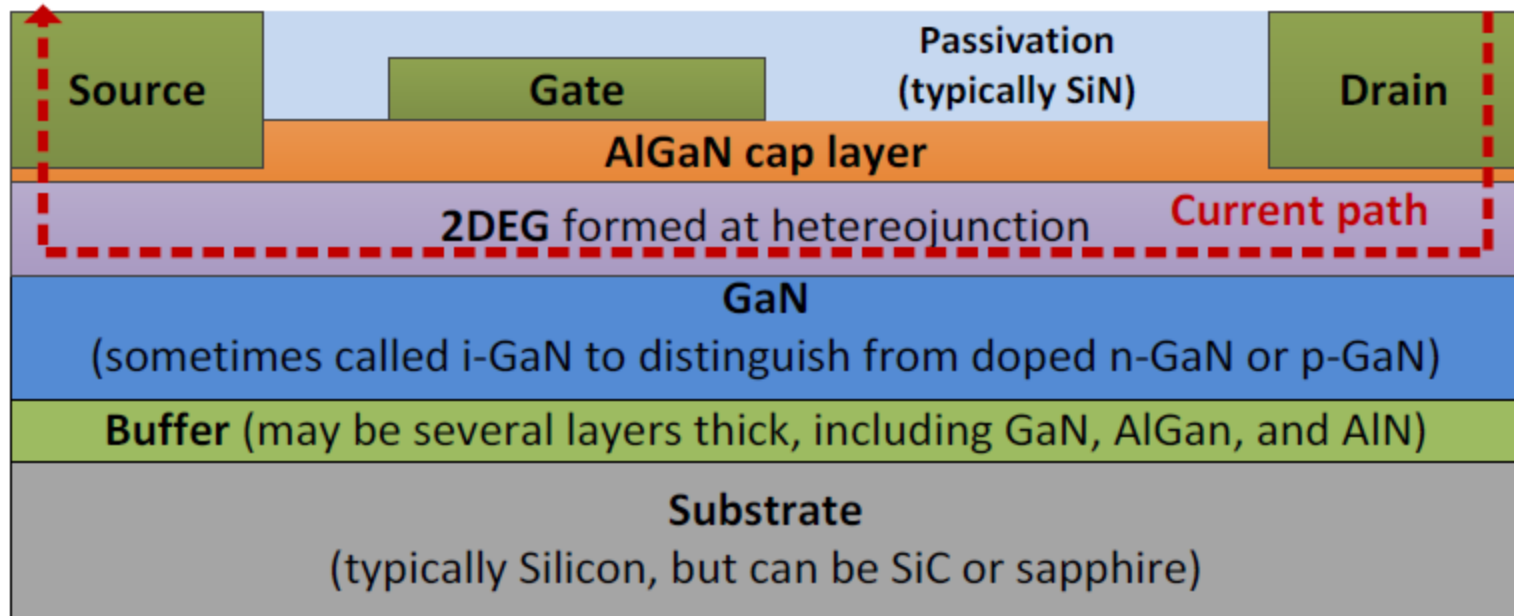 Passivation
(typically SiN)
Source
Gate
Drain
AlGaN cap layer
Current path
2DEG formed at hetereojunction
GaN
(sometimes called i-GaN to distinguish from doped n-GaN or p-GaN)
Buffer (may be several layers thick, including GaN, AlGan, and AlN)
Substrate
(typically Silicon, but can be SiC or sapphire)